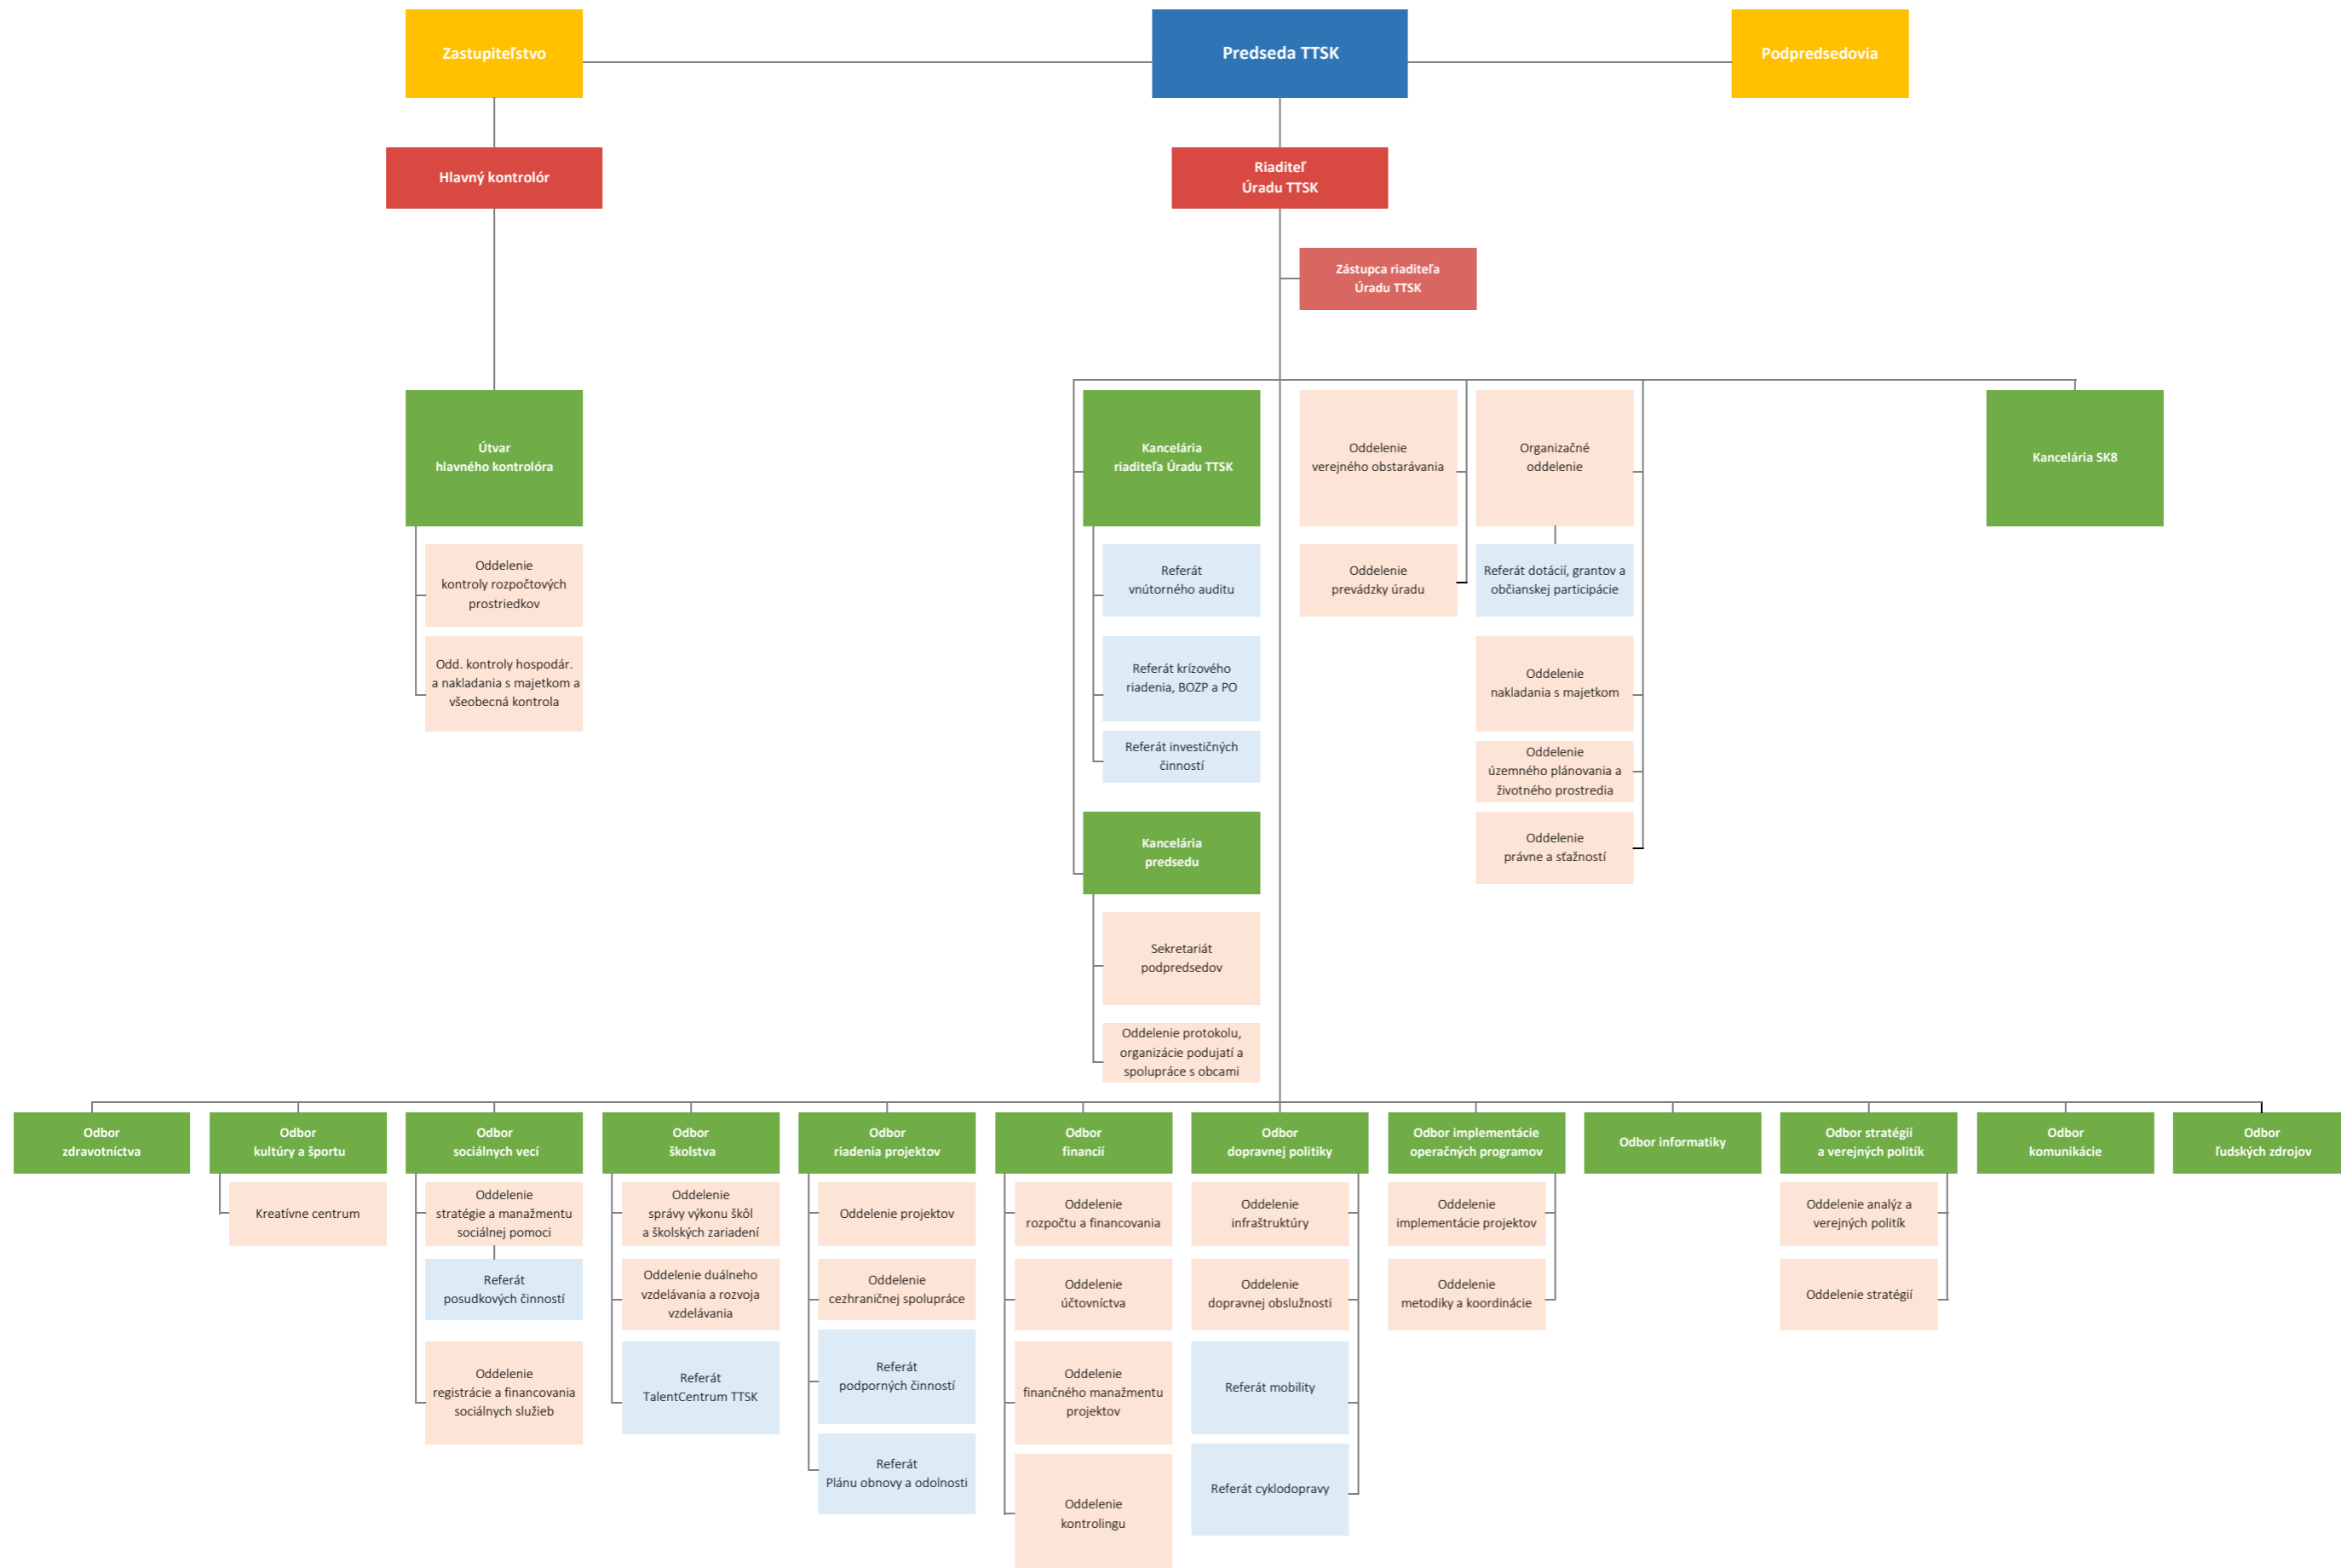 Zastupiteľstvo
Predseda TTSK
Podpredsedovia
Hlavný kontrolór
Riaditeľ
Úradu TTSK
Zástupca riaditeľa
Úradu TTSK
Útvar
hlavného kontrolóra
Kancelária
riaditeľa Úradu TTSK
Oddelenie
verejného obstarávania
Organizačné
oddelenie
Kancelária SK8
Oddelenie
kontroly rozpočtových
prostriedkov
Referát
vnútorného auditu
Oddelenie
prevádzky úradu
Referát dotácií, grantov a
občianskej participácie
Odd. kontroly hospodár.
a nakladania s majetkom a
všeobecná kontrola
Referát krízového
riadenia, BOZP a PO
Oddelenie
nakladania s majetkom
Referát investičných
činností
Oddelenie
územného plánovania a
životného prostredia
Kancelária
predsedu
Oddelenie
právne a sťažností
Sekretariát
podpredsedov
Oddelenie protokolu,
organizácie podujatí a
spolupráce s obcami
Odbor
zdravotníctva
Odbor
kultúry a športu
Odbor
sociálnych vecí
Odbor
školstva
Odbor
riadenia projektov
Odbor
financií
Odbor
dopravnej politiky
Odbor implementácie
operačných programov
Odbor informatiky
Odbor stratégií
a verejných politík
Odbor
komunikácie
Odbor
ľudských zdrojov
Kreatívne centrum
Oddelenie
stratégie a manažmentu
sociálnej pomoci
Oddelenie
správy výkonu škôl
a školských zariadení
Oddelenie projektov
Oddelenie
rozpočtu a financovania
Oddelenie
infraštruktúry
Oddelenie
implementácie projektov
Oddelenie analýz a
verejných politík
Referát
posudkových činností
Oddelenie duálneho
vzdelávania a rozvoja
vzdelávania
Oddelenie
cezhraničnej spolupráce
Oddelenie
účtovníctva
Oddelenie
dopravnej obslužnosti
Oddelenie
metodiky a koordinácie
Oddelenie stratégií
Oddelenie
registrácie a financovania
sociálnych služieb
Referát
TalentCentrum TTSK
Referát
podporných činností
Oddelenie
finančného manažmentu
projektov
Referát mobility
Referát
Plánu obnovy a odolnosti
Oddelenie
kontrolingu
Referát cyklodopravy